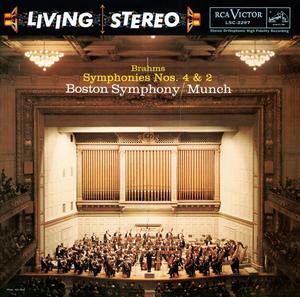 LIVING STEREO
RCA VICTOR
LSC-2297
Stereo Orthophonic High Fidelity Recording
Brahms
Symphonies Nos. 4 & 2
Boston Symphony/Munch